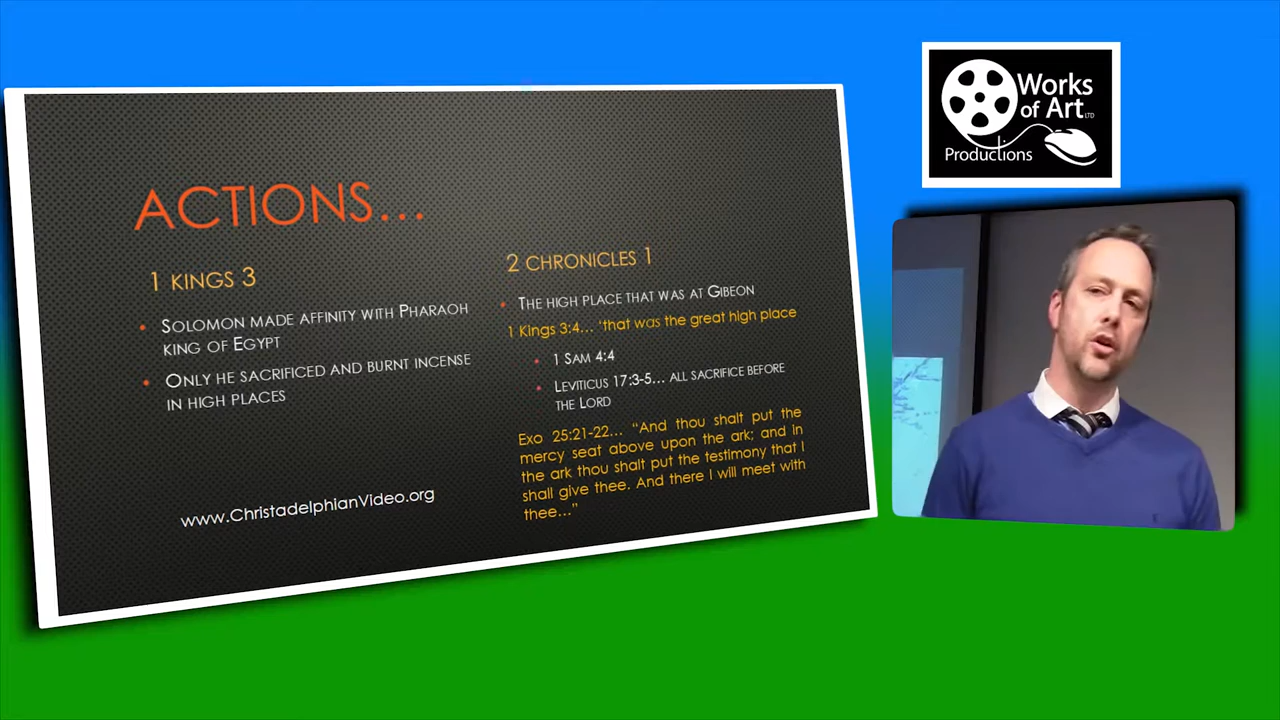 ACTIONS...
1 KINGS 3
• SOLOMON MADE AFFINITY WITH PHARAOH
KING OF EGYPT
• ONLY HE SACRIFICED AND BURNT INCENSE
IN HIGH PLACES
www.ChristadelphianVideo.org
2 CHRONICLES 1
• THE HIGH PLACE THAT WAS AT GIBEON
1 Kings 3:4... 'that was the great high place
• 1 SAM 4:4
• LEVITICUS 17:3-5... ALL SACRIFICE BEFORE
THE LORD
Exo 25:21-22... "And thou shalt put the
mercy seat above upon the ark; and in
the ark thou shalt put the testimony that I
shall give thee. And there I will meet with
thee..."
Works
of Art LTD
Productions